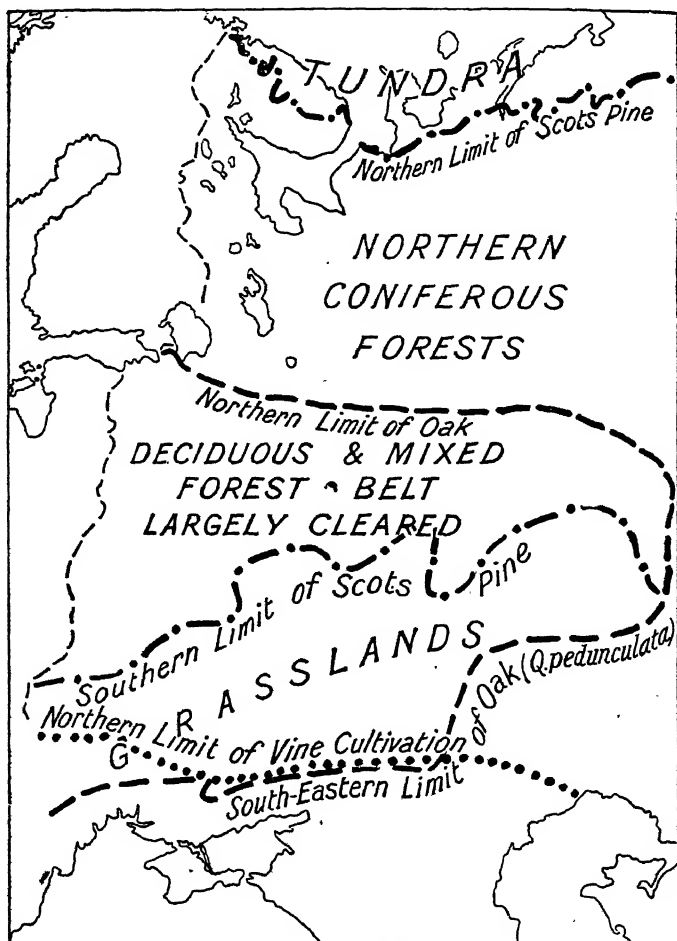 TUNDRA
Northern Limit of Scots Pine
NORTHERN
CONIFEROUS
FORESTS
Northern Limit of Oak
DECIDUOUS & MIXED
FOREST BELT
LARGELY CLEARED
Southern Limit of Scots Pine
GRASSLANDS
Northern Limit of Vine Cultivation
South-Eastern Limit of Oak (Q.pedunculata)